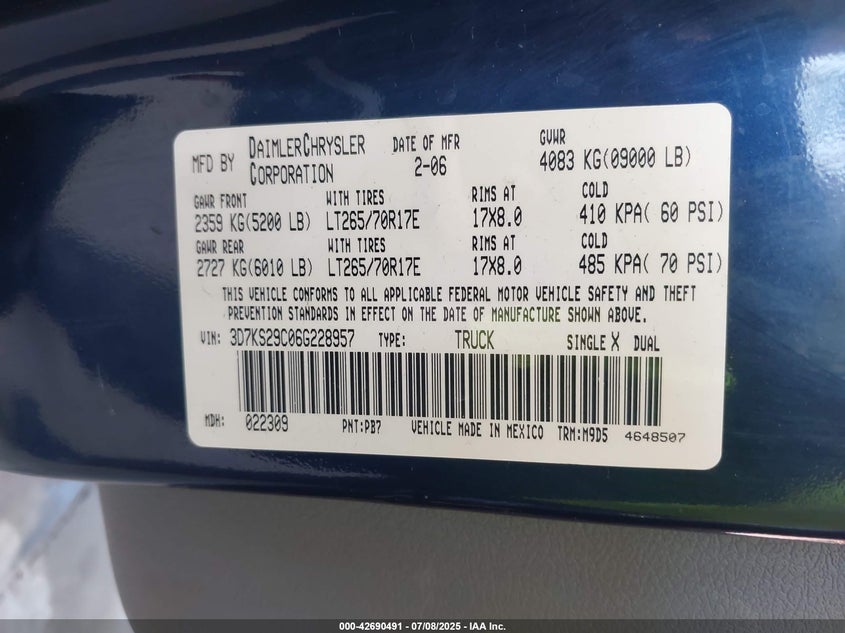 MFD BY DAIMLERCHRYSLER CORPORATION DATE OF MFR 2-06 GVWR 4083 KG(09000 LB)
GAWR FRONT WITH TIRES RIMS AT COLD
2359 KG(5200 LB) LT265/70R17E 17X8.0 410 KPA( 60 PSI)
GAWR REAR WITH TIRES RIMS AT COLD
2727 KG(6010 LB) LT265/70R17E 17X8.0 485 KPA( 70 PSI)
THIS VEHICLE CONFORMS TO ALL APPLICABLE FEDERAL MOTOR VEHICLE SAFETY AND THEFT
PREVENTION STANDARDS IN EFFECT ON THE DATE OF MANUFACTURE SHOWN ABOVE.
VIN: 3D7KS29C06G228957 TYPE: TRUCK SINGLE X DUAL
MDH: 022309 PNT:PB7 VEHICLE MADE IN MEXICO TRM:M9D5 4648507
000-42690491 - 07/08/2025 - IAA Inc.